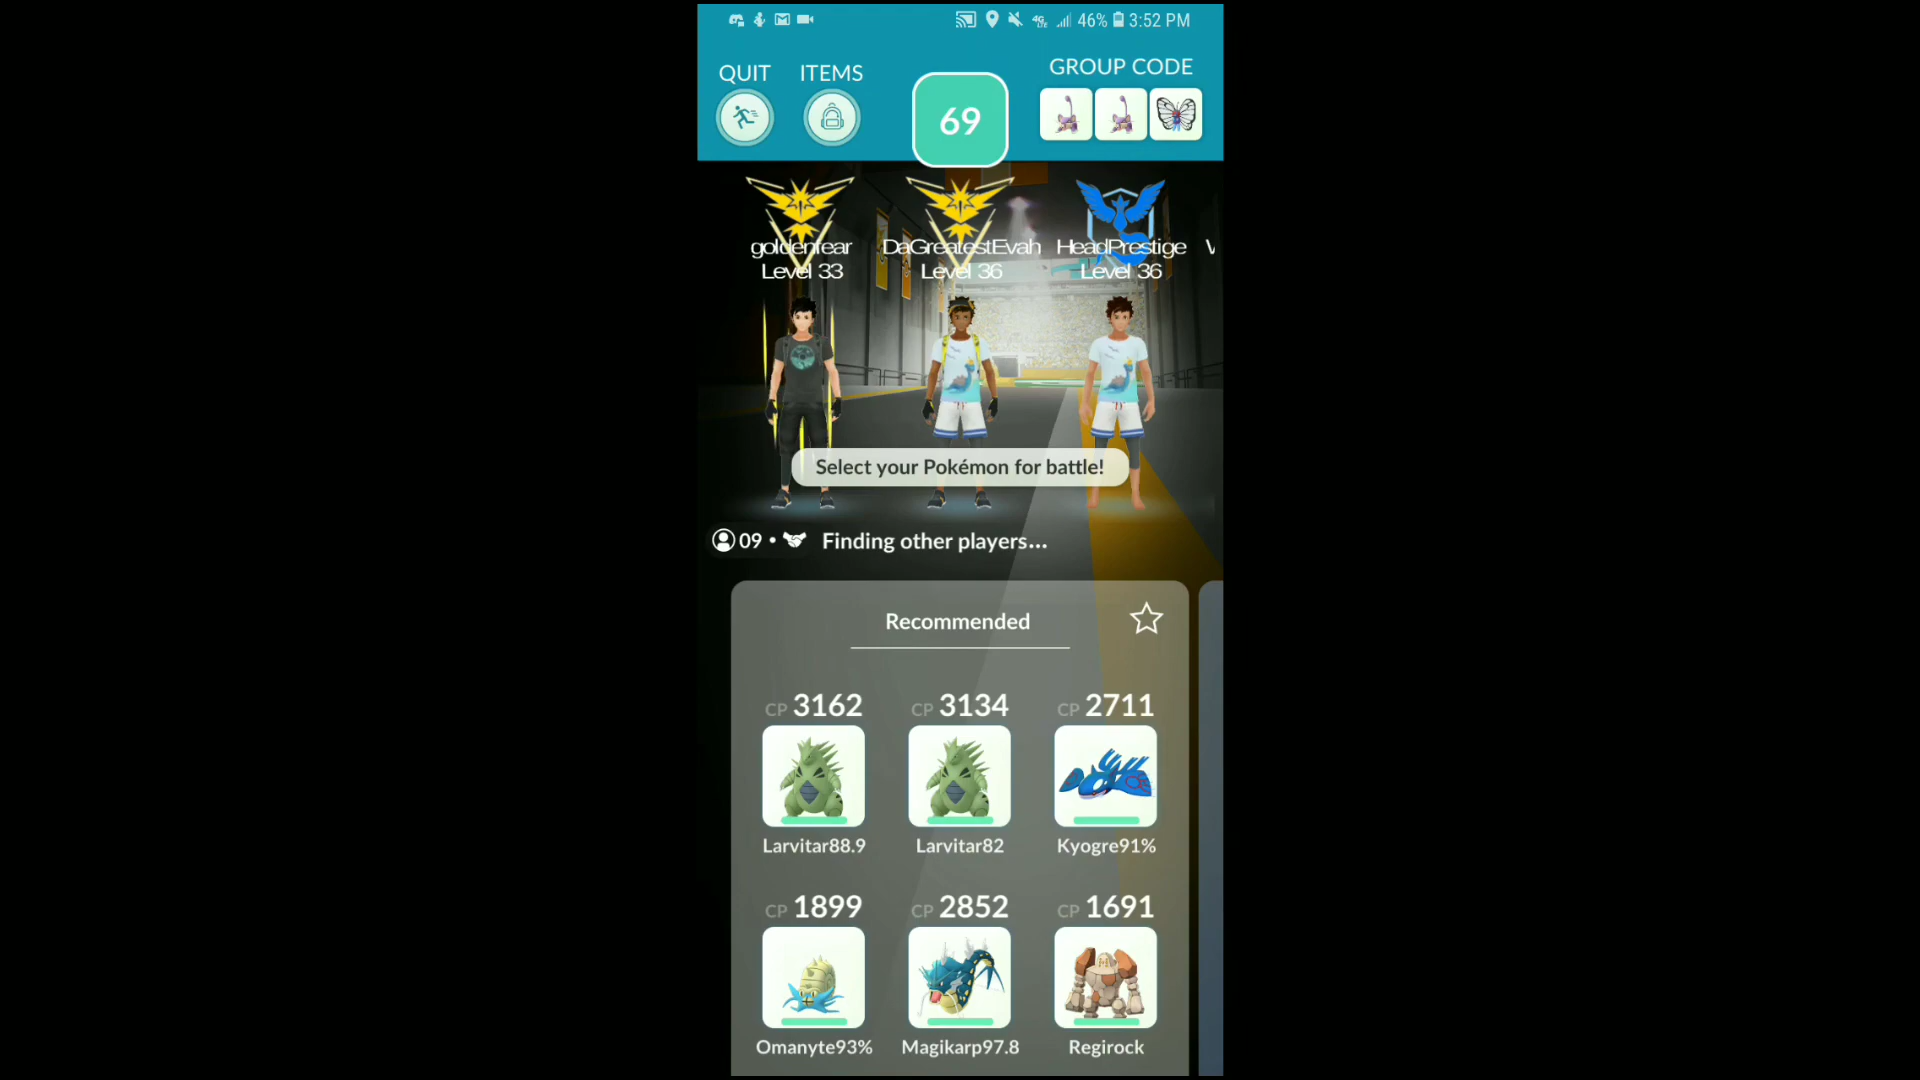 46% 3:52 PM
QUIT ITEMS GROUP CODE
69
goldenfear DaGreatestEvah HeadPrestige V
Level 33 Level 36 Level 36
Select your Pokémon for battle!
09 • Finding other players...
Recommended
CP 3162 CP 3134 CP 2711
Larvitar88.9 Larvitar82 Kyogre91%
CP 1899 CP 2852 CP 1691
Omanyte93% Magikarp97.8 Regirock